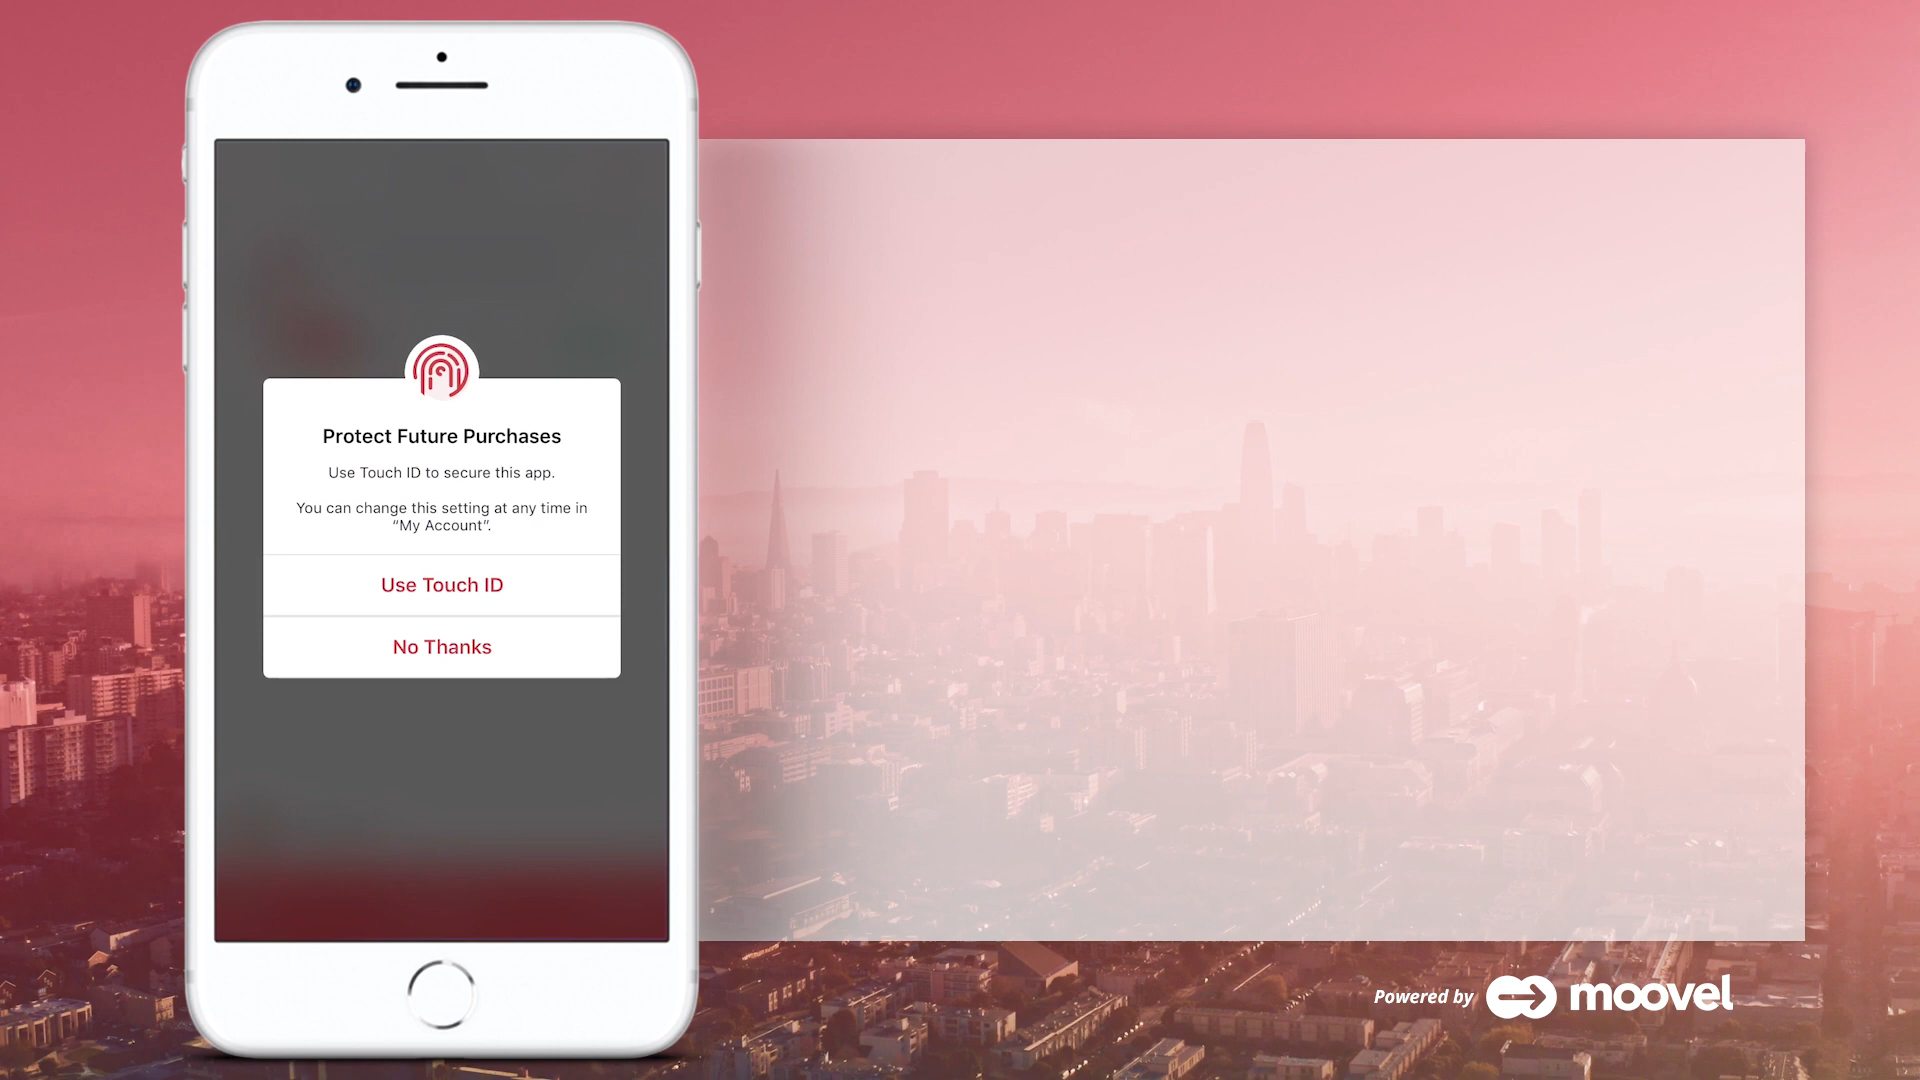 Protect Future Purchases
Use Touch ID to secure this app.
You can change this setting at any time in
“My Account”.
Use Touch ID
No Thanks
Powered by moovel